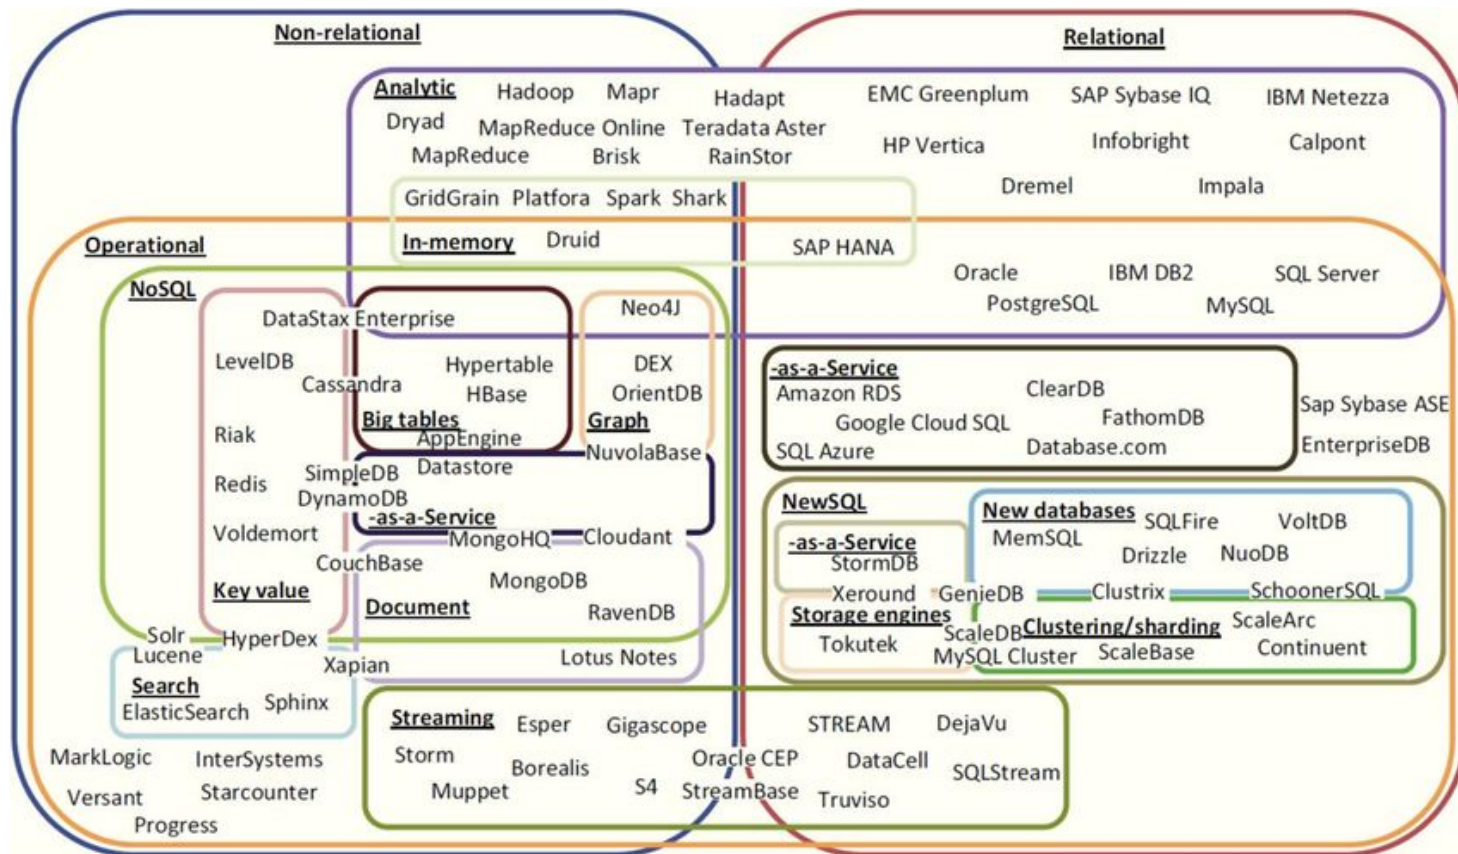 Non-relational
Relational
Analytic
Hadoop
Mapr
Hadapt
EMC Greenplum
SAP Sybase IQ
IBM Netezza
Dryad
MapReduce Online
Teradata Aster
HP Vertica
Infobright
Calpont
MapReduce
Brisk
RainStor
Dremel
Impala
GridGrain
Platfora
Spark
Shark
Operational
In-memory
Druid
SAP HANA
Oracle
IBM DB2
SQL Server
PostgreSQL
MySQL
NoSQL
DataStax Enterprise
Neo4J
LevelDB
Cassandra
Hypertable
HBase
DEX
OrientDB
Big tables
Graph
Riak
AppEngine
Datastore
NuvolaBase
Redis
SimpleDB
DynamoDB
-as-a-Service
Voldemort
MongoHQ
Cloudant
CouchBase
MongoDB
Key value
Document
RavenDB
Solr
HyperDex
Lucene
Xapian
Lotus Notes
Search
ElasticSearch
Sphinx
-as-a-Service
Amazon RDS
ClearDB
Google Cloud SQL
FathomDB
SQL Azure
Database.com
Sap Sybase ASE
EnterpriseDB
NewSQL
New databases
SQLFire
VoltDB
MemSQL
Drizzle
NuoDB
-as-a-Service
StormDB
Xeround
GenieDB
Clustrix
SchoonerSQL
Storage engines
Tokutek
ScaleDB
Clustering/sharding
ScaleArc
MySQL Cluster
ScaleBase
Continuent
Streaming
Esper
Gigascope
STREAM
DejaVu
Storm
Borealis
Oracle CEP
DataCell
SQLStream
Muppet
S4
StreamBase
Truviso
MarkLogic
InterSystems
Versant
Starcounter
Progress